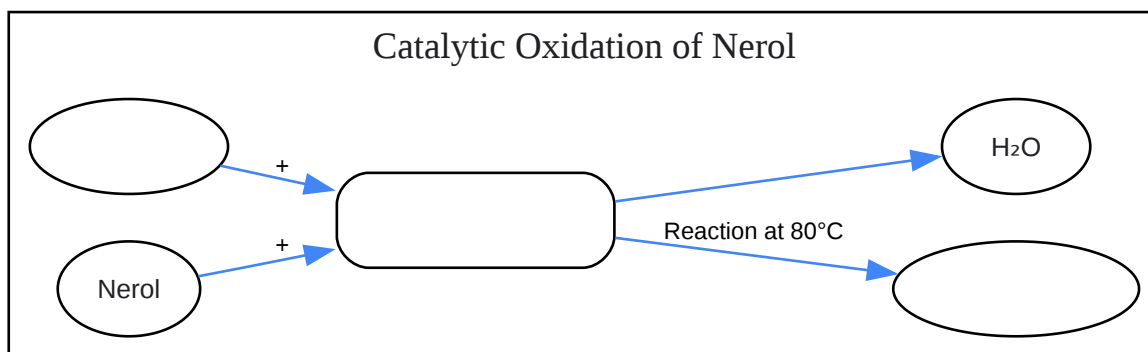 Catalytic Oxidation of Nerol
+
H₂O
+
Reaction at 80°C
Nerol